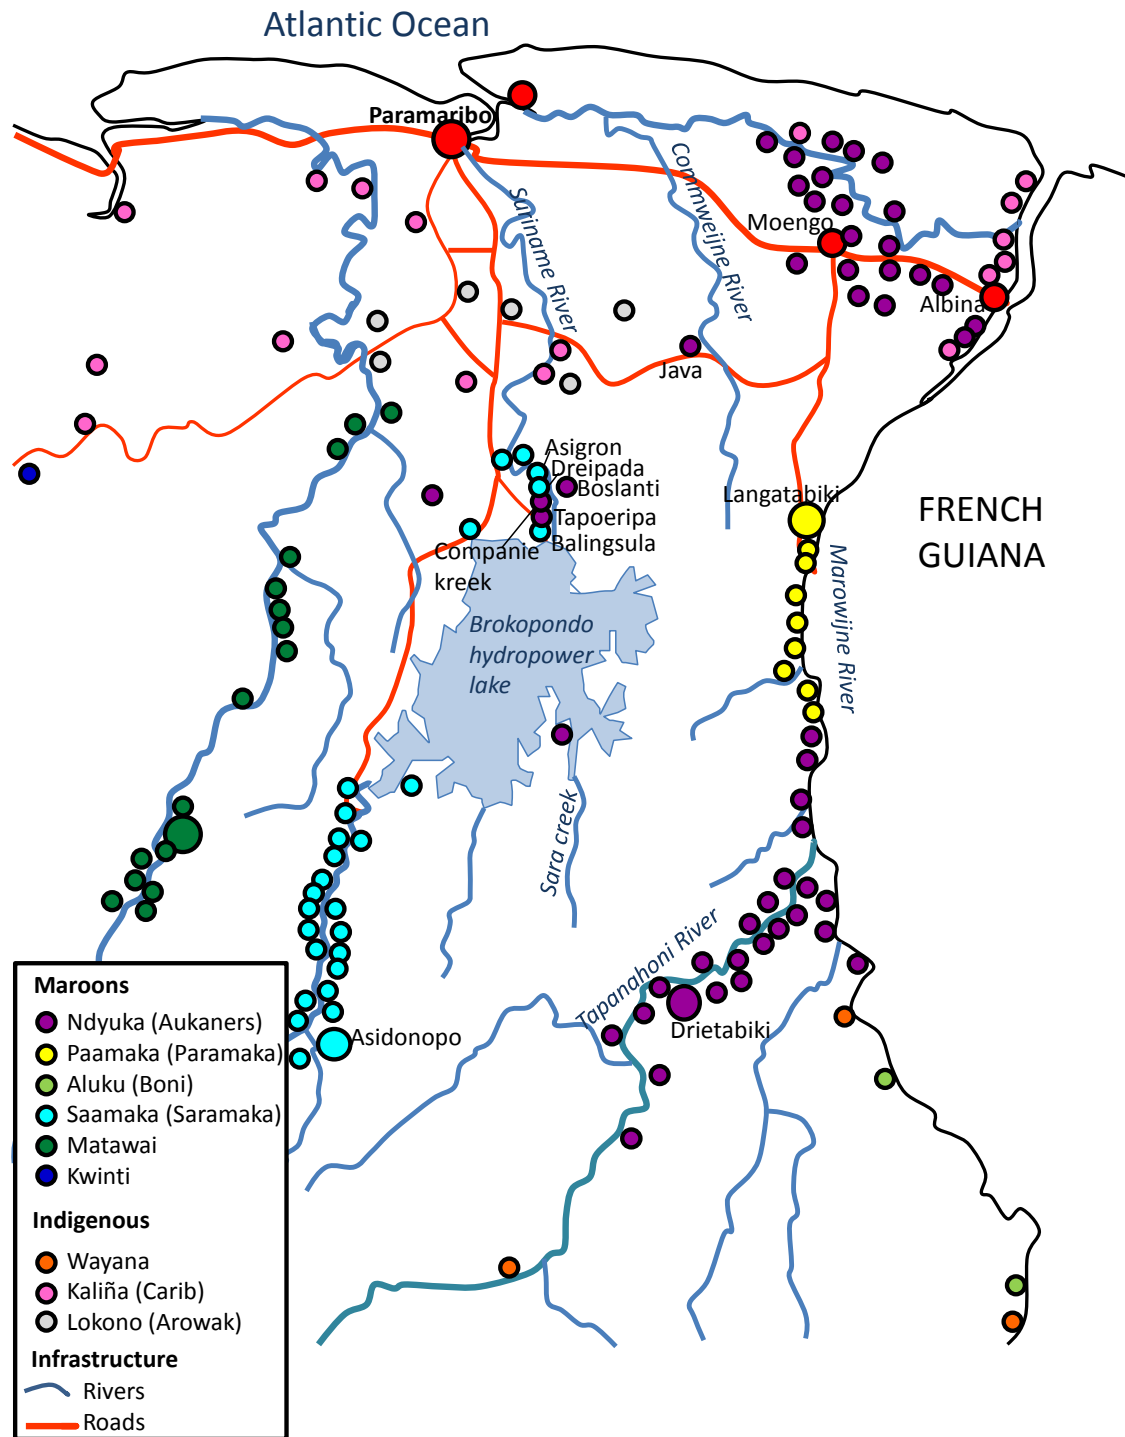 Atlantic Ocean
Paramaribo
Suriname River
Commweijne River
Moengo
Albina
Java
Asigron
Dreipada
Boslanti
Tapoeripa
Balingsula
Companie
kreek
Langatabiki
FRENCH
GUIANA
Marowijne River
Brokopondo
hydropower
lake
Sara creek
Tapanahoni River
Drietabiki
Asidonopo
Maroons
Ndyuka (Aukaners)
Paamaka (Paramaka)
Aluku (Boni)
Saamaka (Saramaka)
Matawai
Kwinti
Indigenous
Wayana
Kaliña (Carib)
Lokono (Arowak)
Infrastructure
Rivers
Roads